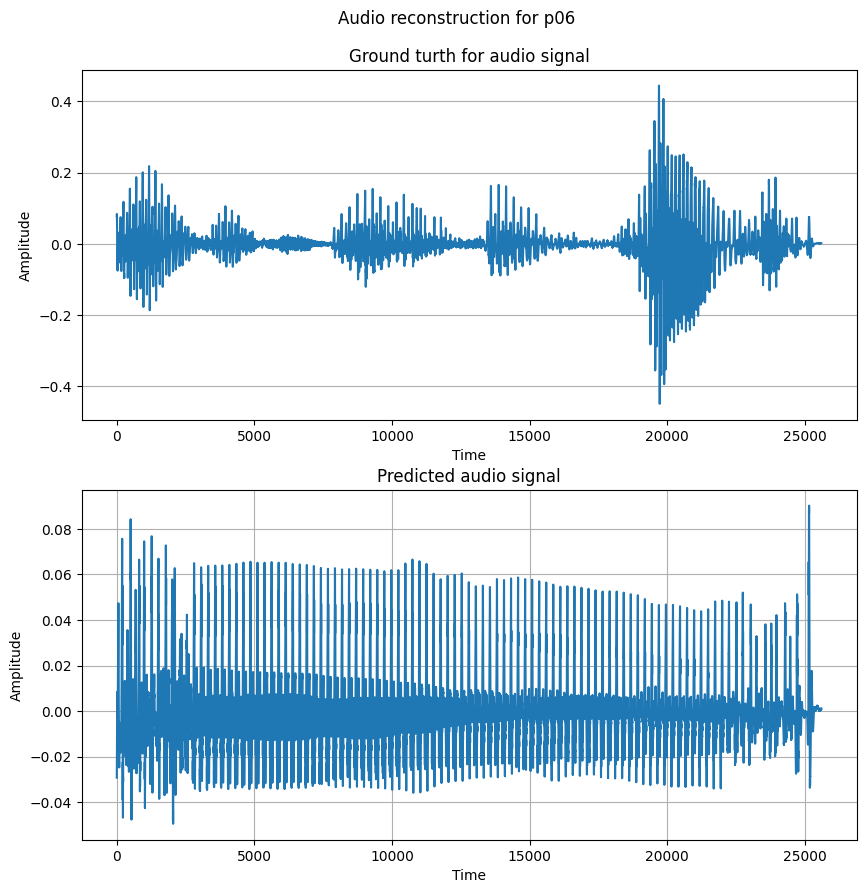 Audio reconstruction for p06
Ground turth for audio signal
0.4
0.2
0.0
−0.2
−0.4
Amplitude
0 5000 10000 15000 20000 25000
Time
Predicted audio signal
0.08
0.06
0.04
0.02
0.00
−0.02
−0.04
Amplitude
0 5000 10000 15000 20000 25000
Time